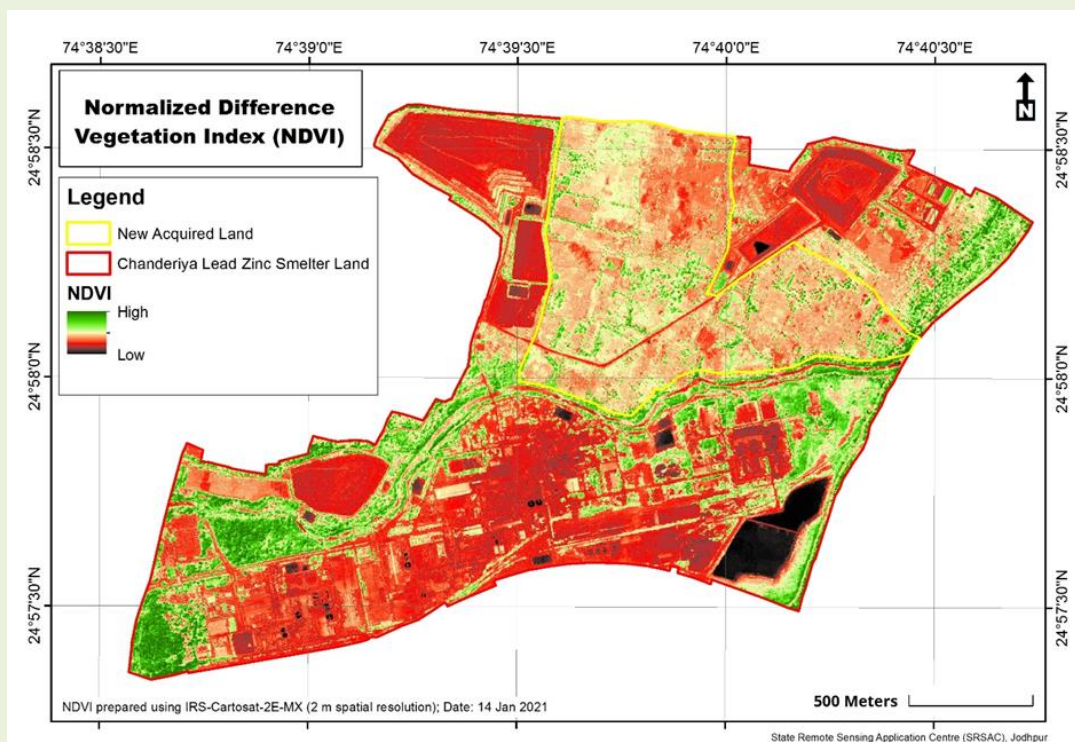 74°38'30"E 74°39'0"E 74°39'30"E 74°40'0"E 74°40'30"E
Normalized Difference
Vegetation Index (NDVI)
N
24°58'30"N 24°58'30"N
Legend
New Acquired Land
Chanderiya Lead Zinc Smelter Land
NDVI
High
Low
24°58'0"N 24°58'0"N
24°57'30"N 24°57'30"N
NDVI prepared using IRS-Cartosat-2E-MX (2 m spatial resolution); Date: 14 Jan 2021
500 Meters
State Remote Sensing Application Centre (SRSAC), Jodhpur